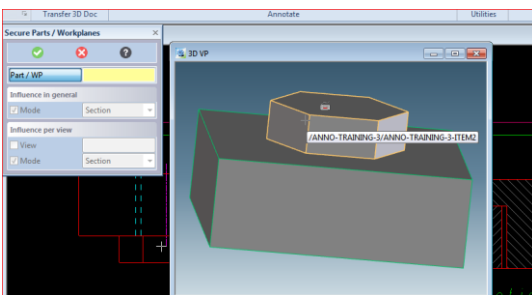 Transfer 3D Doc
Annotate
Utilities
Secure Parts / Workplanes
Part / WP
Influence in general
Mode
Section
Influence per view
View
Mode
Section
3D VP
/ANNO-TRAINING-3/ANNO-TRAINING-3-ITEM2